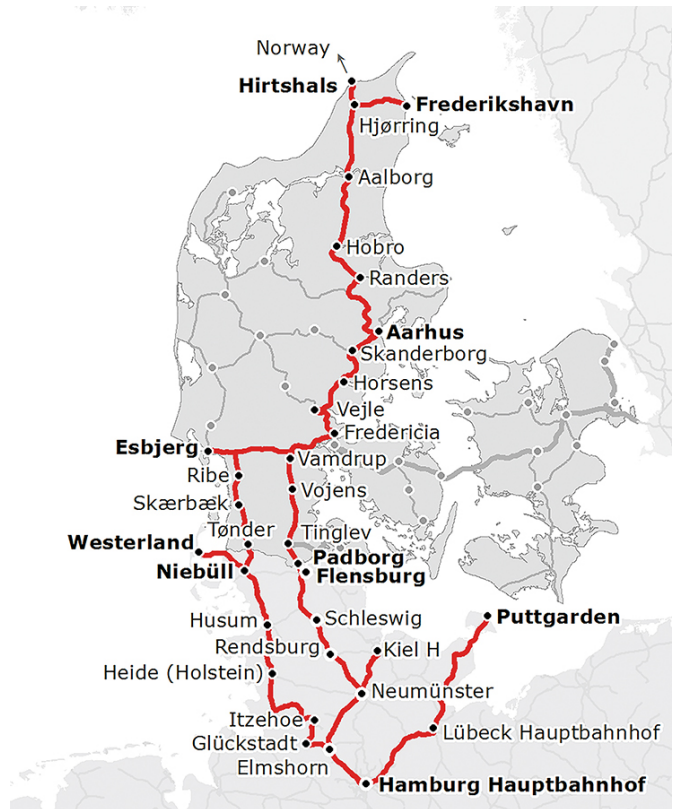 Norway
Hirtshals
Frederikshavn
Hjørring
Aalborg
Hobro
Randers
Aarhus
Skanderborg
Horsens
Vejle
Fredericia
Esbjerg
Vamdrup
Ribe
Vojens
Skærbæk
Tønder
Tinglev
Westerland
Padborg
Niebüll
Flensburg
Husum
Schleswig
Puttgarden
Rendsburg
Kiel H
Heide (Holstein)
Neumünster
Itzehoe
Lübeck Hauptbahnhof
Glückstadt
Elmshorn
Hamburg Hauptbahnhof